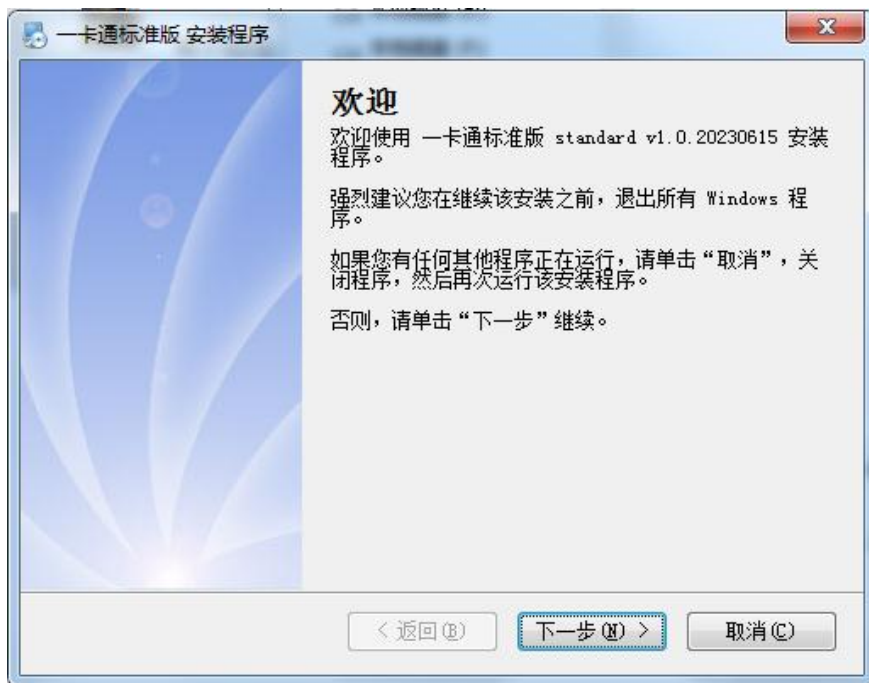 一卡通标准版 安装程序
欢迎
欢迎使用 一卡通标准版 standard v1.0.20230615 安装
程序。
强烈建议您在继续该安装之前，退出所有 Windows 程
序。
如果您有任何其他程序正在运行，请单击“取消”，关
闭程序，然后再次运行该安装程序。
否则，请单击“下一步”继续。
< 返回(B)
下一步(N) >
取消(C)